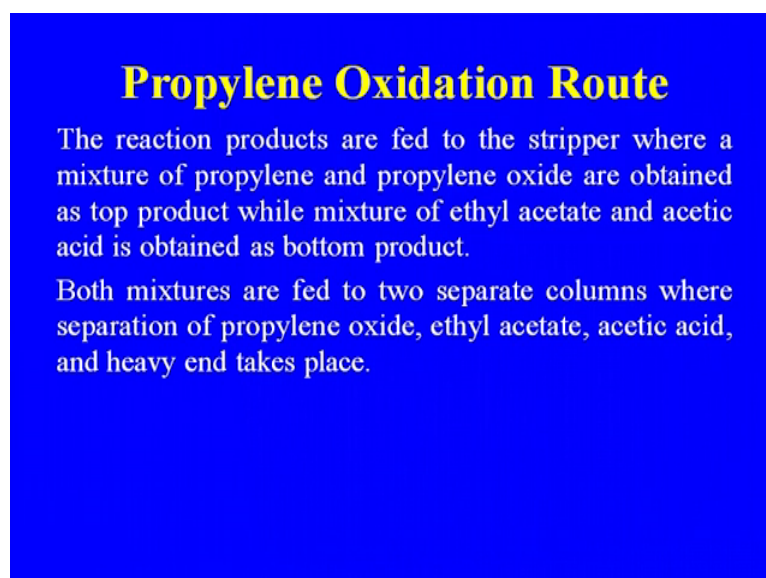 Propylene Oxidation Route
The reaction products are fed to the stripper where a
mixture of propylene and propylene oxide are obtained
as top product while mixture of ethyl acetate and acetic
acid is obtained as bottom product.
Both mixtures are fed to two separate columns where
separation of propylene oxide, ethyl acetate, acetic acid,
and heavy end takes place.